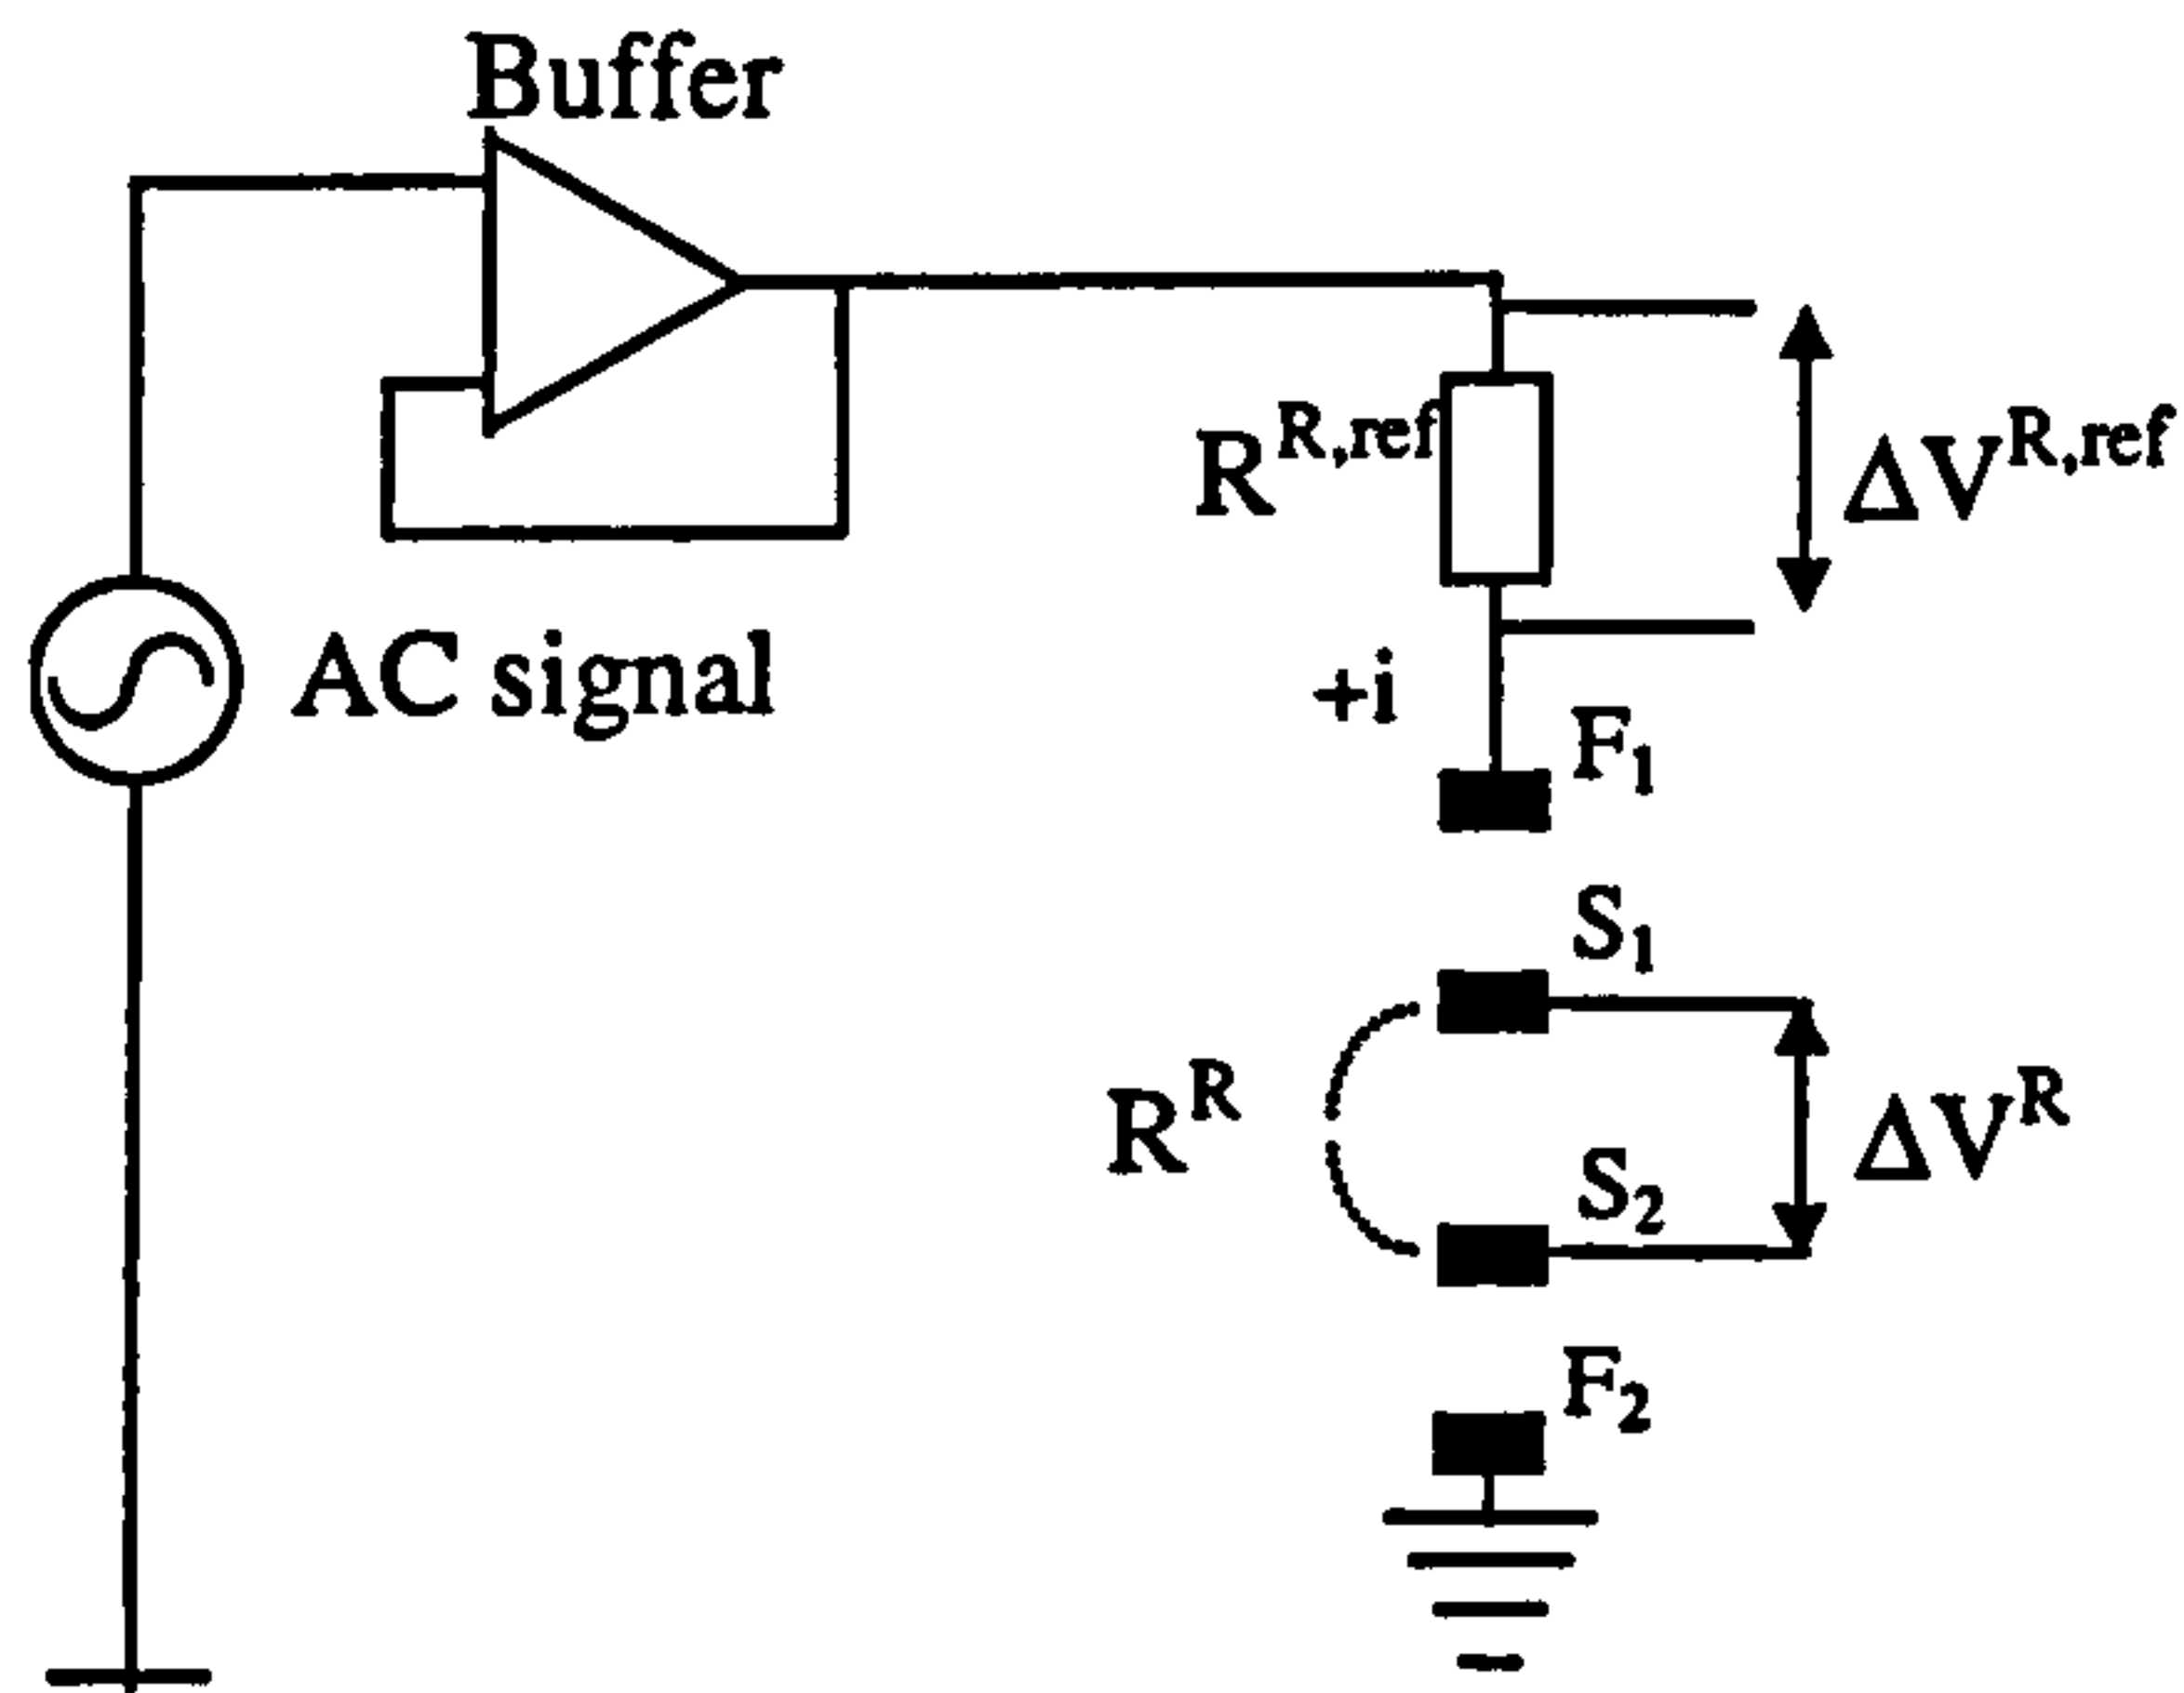 Buffer
R^R,ref
ΔV^R,ref
AC signal
+i
F₁
S₁
R^R
ΔV^R
S₂
F₂